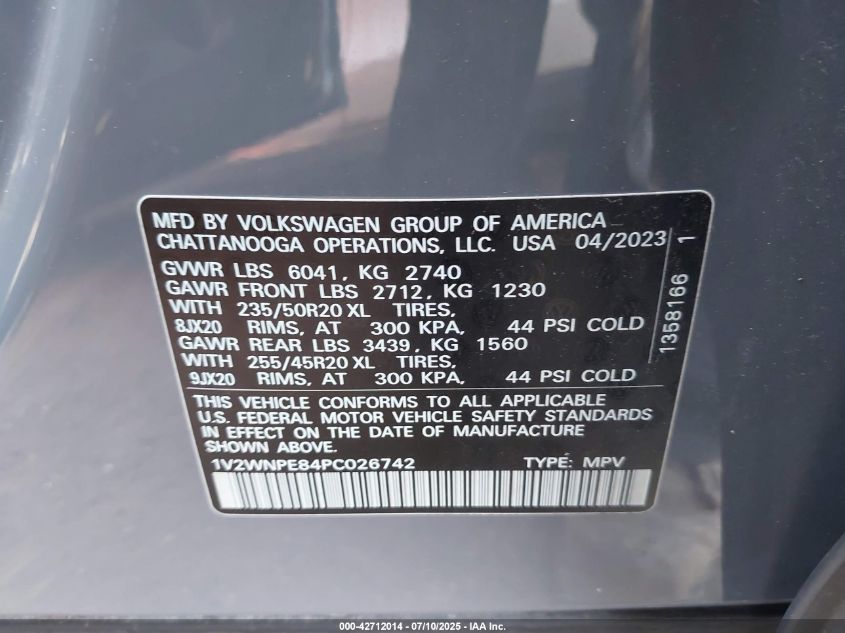 MFD BY VOLKSWAGEN GROUP OF AMERICA
CHATTANOOGA OPERATIONS, LLC. USA 04/2023
GVWR LBS 6041, KG 2740
GAWR FRONT LBS 2712, KG 1230
WITH 235/50R20 XL TIRES,
8JX20 RIMS, AT 300 KPA, 44 PSI COLD
GAWR REAR LBS 3439, KG 1560
WITH 255/45R20 XL TIRES,
9JX20 RIMS, AT 300 KPA, 44 PSI COLD
1358166 1
THIS VEHICLE CONFORMS TO ALL APPLICABLE
U.S. FEDERAL MOTOR VEHICLE SAFETY STANDARDS
IN EFFECT ON THE DATE OF MANUFACTURE
SHOWN ABOVE.
1V2WNPE84PC026742 TYPE: MPV
000-42712014 - 07/10/2025 - IAA Inc.